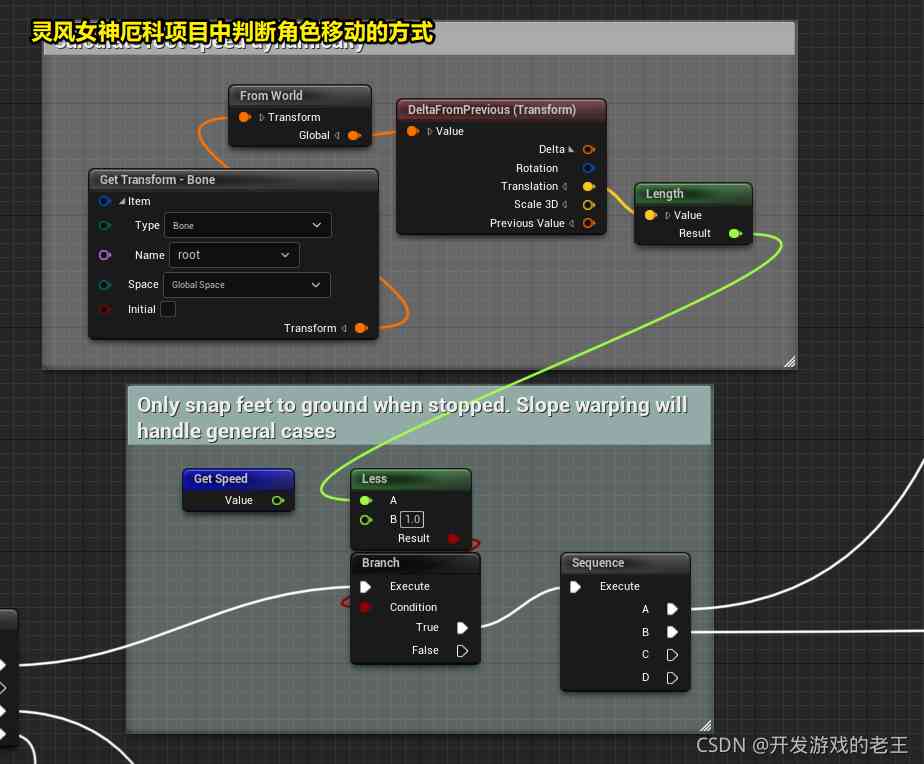 灵风女神厄科项目中判断角色移动的方式
From World
Transform
Global
DeltaFromPrevious (Transform)
Value
Delta
Rotation
Translation
Scale 3D
Previous Value
Get Transform - Bone
Item
Type
Bone
Name
root
Space
Global Space
Initial
Transform
Length
Value
Result
Only snap feet to ground when stopped. Slope warping will
handle general cases
Get Speed
Value
Less
A
B
1.0
Result
Branch
Execute
Condition
True
False
Sequence
Execute
A
B
C
D
CSDN @开发游戏的老王